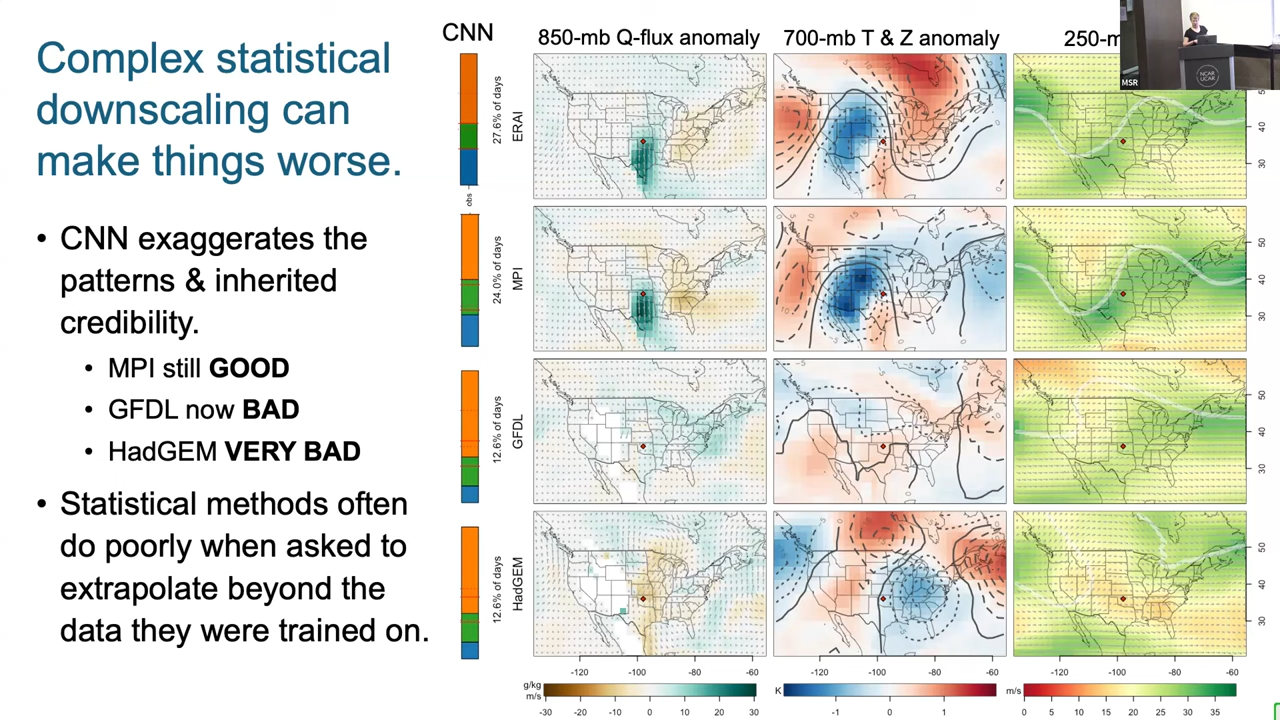 Complex statistical
downscaling can
make things worse.
• CNN exaggerates the
patterns & inherited
credibility.
• MPI still GOOD
• GFDL now BAD
• HadGEM VERY BAD
• Statistical methods often
do poorly when asked to
extrapolate beyond the
data they were trained on.
CNN
850-mb Q-flux anomaly
700-mb T & Z anomaly
250-m
MSR
NCAR
UCAR
27.6% of days
ERAI
obs
24.0% of days
MPI
12.6% of days
GFDL
12.6% of days
HadGEM
50
40
30
50
40
30
50
40
30
50
40
30
-120 -100 -80 -60
-120 -100 -80 -60
-120 -100 -80 -60
g/kg
m/s
-30 -20 -10 0 10 20 30
K
-1 0 1
m/s
0 5 10 15 20 25 30 35